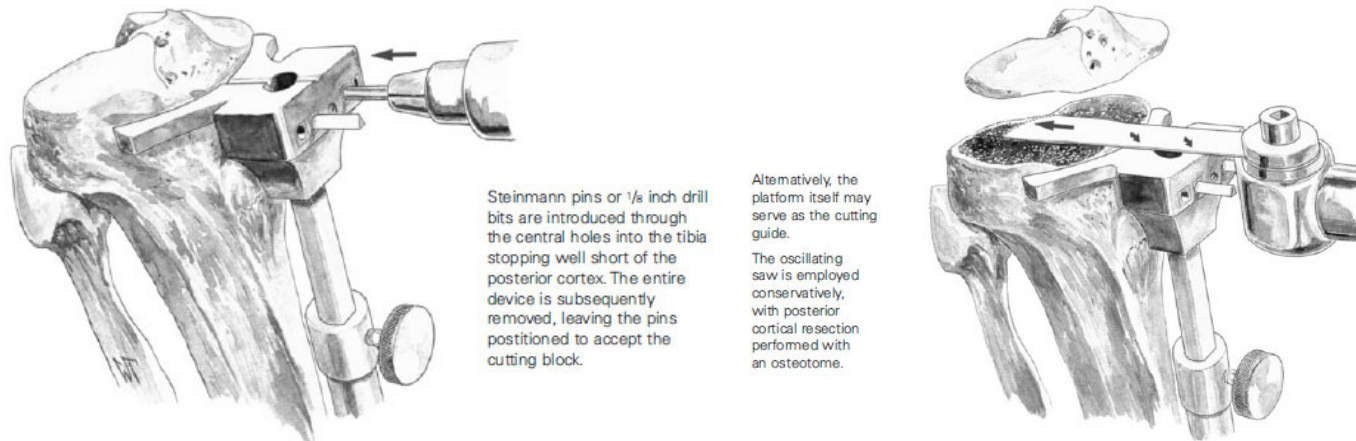 Steinmann pins or 1/8 inch drill
bits are introduced through
the central holes into the tibia
stopping well short of the
posterior cortex. The entire
device is subsequently
removed, leaving the pins
postitioned to accept the
cutting block.
Alternatively, the
platform itself may
serve as the cutting
guide.
The oscillating
saw is employed
conservatively,
with posterior
cortical resection
performed with
an osteotome.